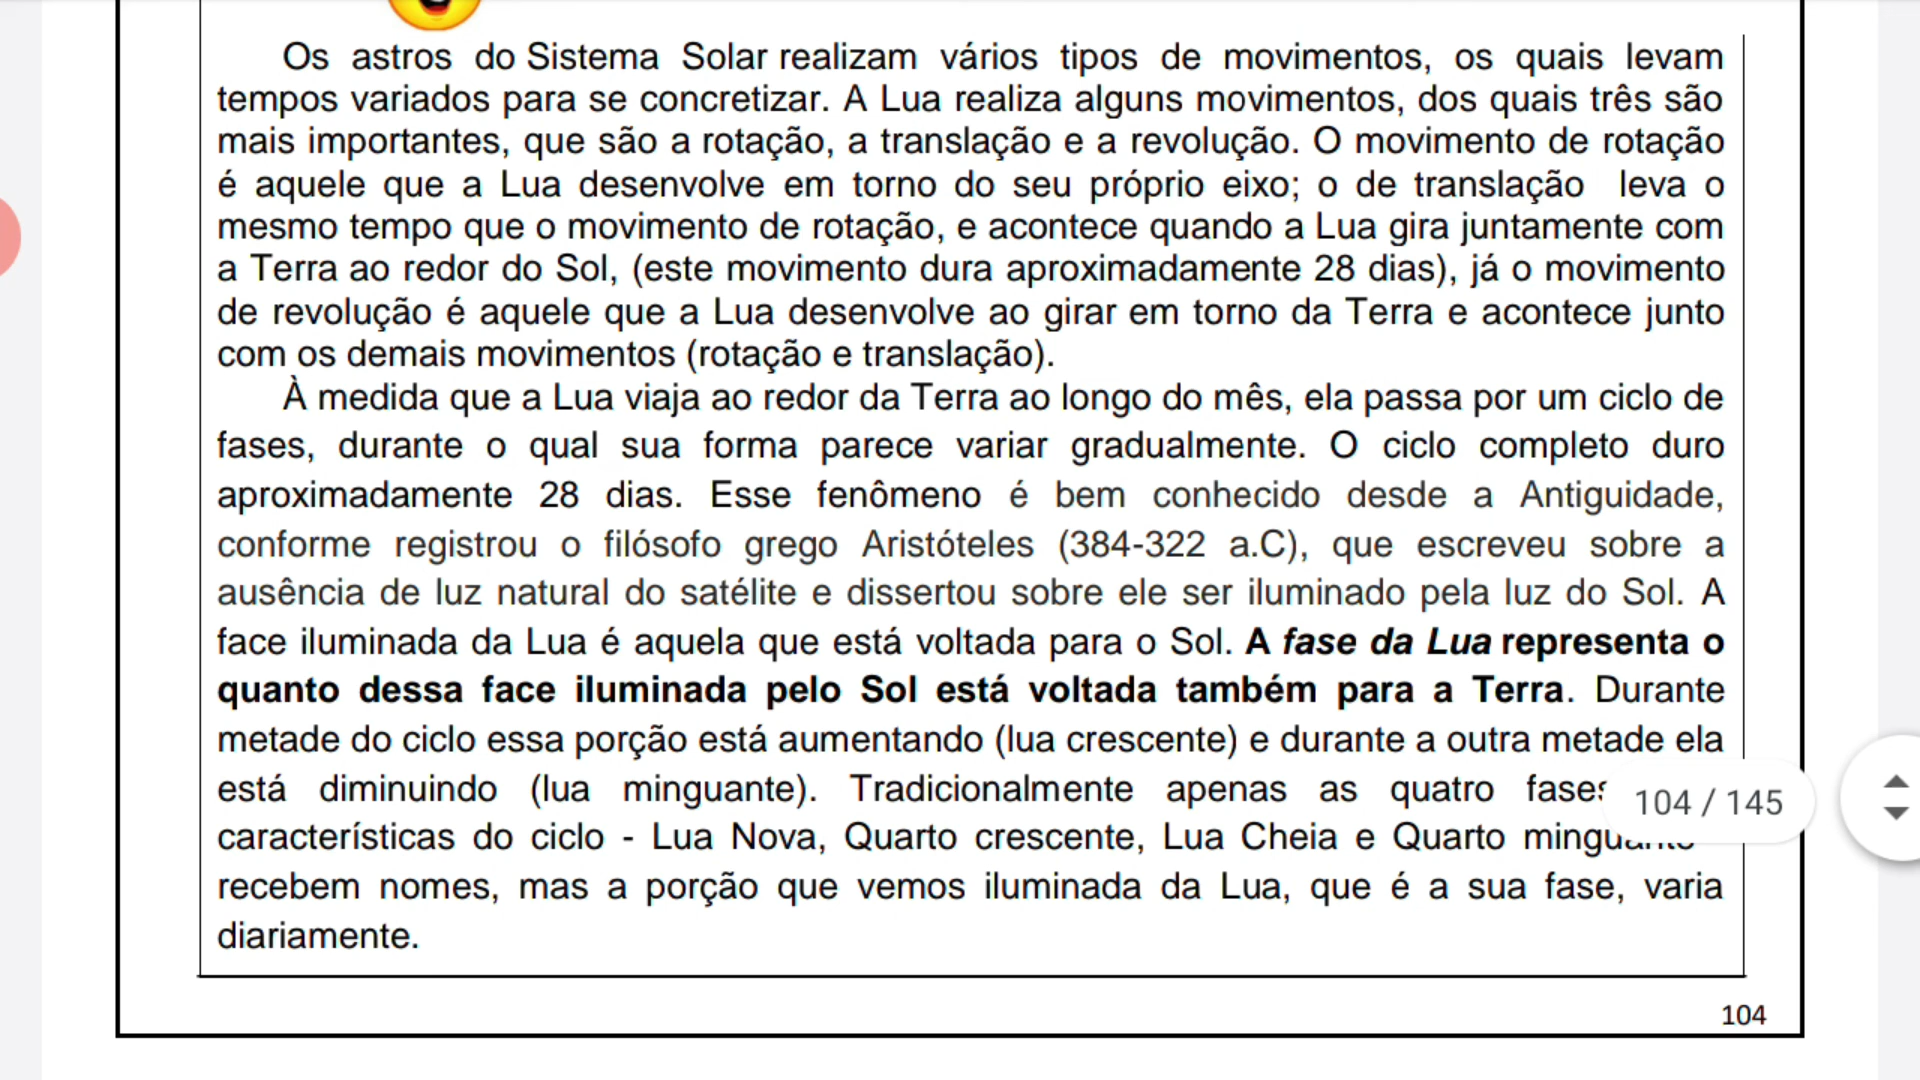 Os astros do Sistema Solar realizam vários tipos de movimentos, os quais levam
tempos variados para se concretizar. A Lua realiza alguns movimentos, dos quais três são
mais importantes, que são a rotação, a translação e a revolução. O movimento de rotação
é aquele que a Lua desenvolve em torno do seu próprio eixo; o de translação leva o
mesmo tempo que o movimento de rotação, e acontece quando a Lua gira juntamente com
a Terra ao redor do Sol, (este movimento dura aproximadamente 28 dias), já o movimento
de revolução é aquele que a Lua desenvolve ao girar em torno da Terra e acontece junto
com os demais movimentos (rotação e translação).
À medida que a Lua viaja ao redor da Terra ao longo do mês, ela passa por um ciclo de
fases, durante o qual sua forma parece variar gradualmente. O ciclo completo duro
aproximadamente 28 dias. Esse fenômeno é bem conhecido desde a Antiguidade,
conforme registrou o filósofo grego Aristóteles (384-322 a.C), que escreveu sobre a
ausência de luz natural do satélite e dissertou sobre ele ser iluminado pela luz do Sol. A
face iluminada da Lua é aquela que está voltada para o Sol. A fase da Lua representa o
quanto dessa face iluminada pelo Sol está voltada também para a Terra. Durante
metade do ciclo essa porção está aumentando (lua crescente) e durante a outra metade ela
está diminuindo (lua minguante). Tradicionalmente apenas as quatro fases
104 / 145
características do ciclo - Lua Nova, Quarto crescente, Lua Cheia e Quarto minguante
recebem nomes, mas a porção que vemos iluminada da Lua, que é a sua fase, varia
diariamente.
104